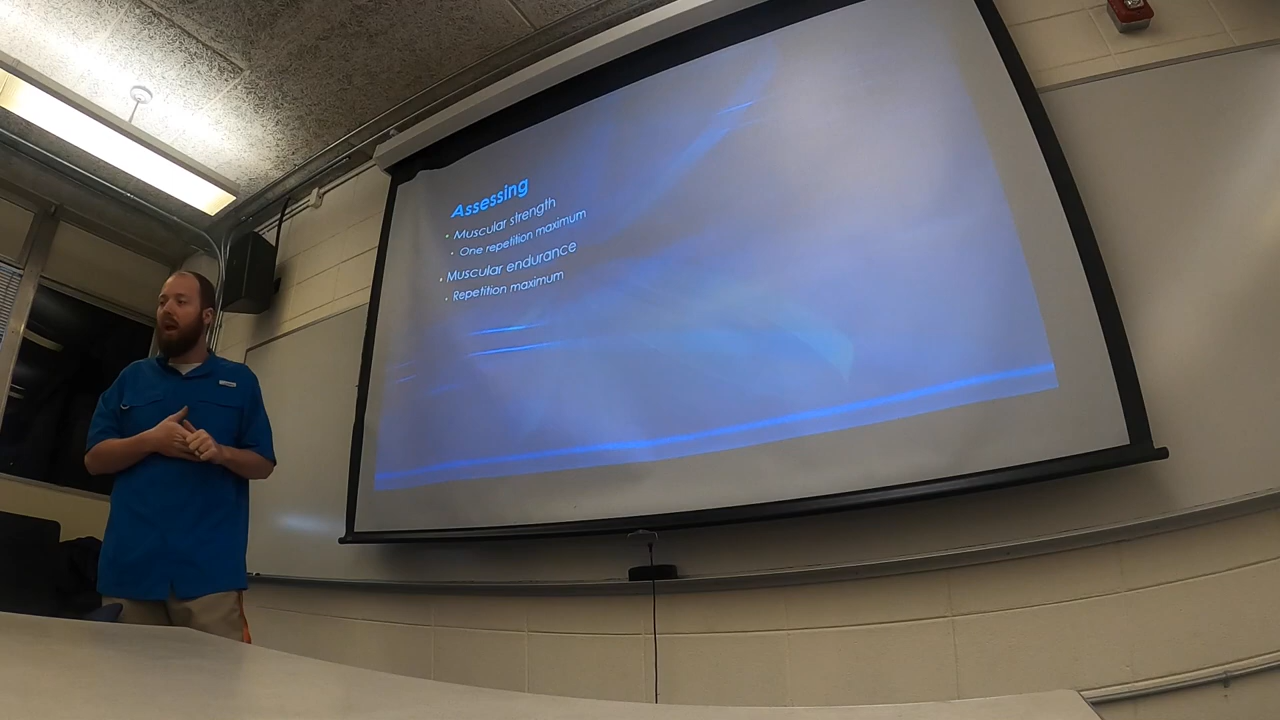 Assessing
Muscular strength
One repetition maximum
Muscular endurance
Repetition maximum